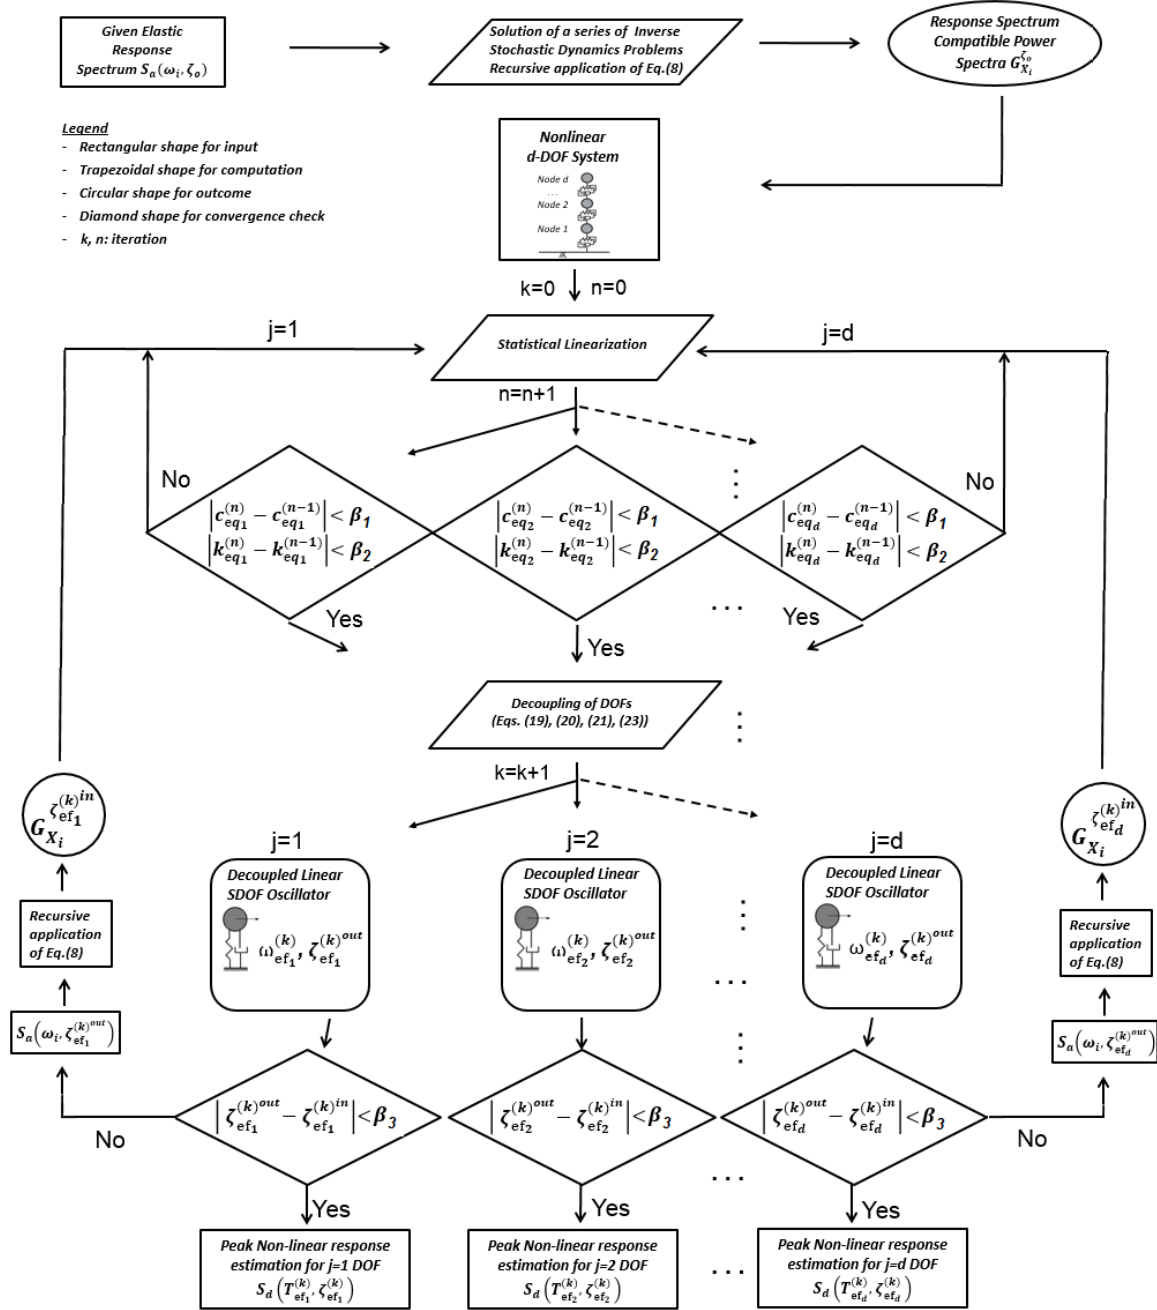 Given Elastic
Response
Spectrum Sₐ(ωᵢ, ζₒ)
Solution of a series of Inverse
Stochastic Dynamics Problems
Recursive application of Eq.(8)
Response Spectrum
Compatible Power
Spectra G_{X_i}^{ζ_o}
Legend
- Rectangular shape for input
- Trapezoidal shape for computation
- Circular shape for outcome
- Diamond shape for convergence check
- k, n: iteration
Nonlinear
d-DOF System
Node d
...
Node 2
Node 1
k=0 n=0
j=1
Statistical Linearization
j=d
n=n+1
No
|c_{eq_1}^{(n)} − c_{eq_1}^{(n-1)}| < β_1
|k_{eq_1}^{(n)} − k_{eq_1}^{(n-1)}| < β_2
Yes
|c_{eq_2}^{(n)} − c_{eq_2}^{(n-1)}| < β_1
|k_{eq_2}^{(n)} − k_{eq_2}^{(n-1)}| < β_2
Yes
...
|c_{eq_d}^{(n)} − c_{eq_d}^{(n-1)}| < β_1
|k_{eq_d}^{(n)} − k_{eq_d}^{(n-1)}| < β_2
No
Yes
Decoupling of DOFs
(Eqs. (19), (20), (21), (23))
k=k+1
G_{X_i}^{ζ_{ef_1}^{(k)^{in}}}
Recursive
application
of Eq.(8)
S_a(ω_i, ζ_{ef_1}^{(k)^{out}})
No
j=1
Decoupled Linear
SDOF Oscillator
ω_{ef_1}^{(k)}, ζ_{ef_1}^{(k)^{out}}
j=2
Decoupled Linear
SDOF Oscillator
ω_{ef_2}^{(k)}, ζ_{ef_2}^{(k)^{out}}
...
j=d
Decoupled Linear
SDOF Oscillator
ω_{ef_d}^{(k)}, ζ_{ef_d}^{(k)^{out}}
G_{X_i}^{ζ_{ef_d}^{(k)^{in}}}
Recursive
application
of Eq.(8)
S_a(ω_i, ζ_{ef_d}^{(k)^{out}})
No
|ζ_{ef_1}^{(k)^{out}} − ζ_{ef_1}^{(k)^{in}}| < β_3
|ζ_{ef_2}^{(k)^{out}} − ζ_{ef_2}^{(k)^{in}}| < β_3
|ζ_{ef_d}^{(k)^{out}} − ζ_{ef_d}^{(k)^{in}}| < β_3
Yes
Yes
...
Yes
Peak Non-linear response
estimation for j=1 DOF
S_d(T_{ef_1}^{(k)}, ζ_{ef_1}^{(k)})
Peak Non-linear response
estimation for j=2 DOF
S_d(T_{ef_2}^{(k)}, ζ_{ef_2}^{(k)})
...
Peak Non-linear response
estimation for j=d DOF
S_d(T_{ef_d}^{(k)}, ζ_{ef_d}^{(k)})